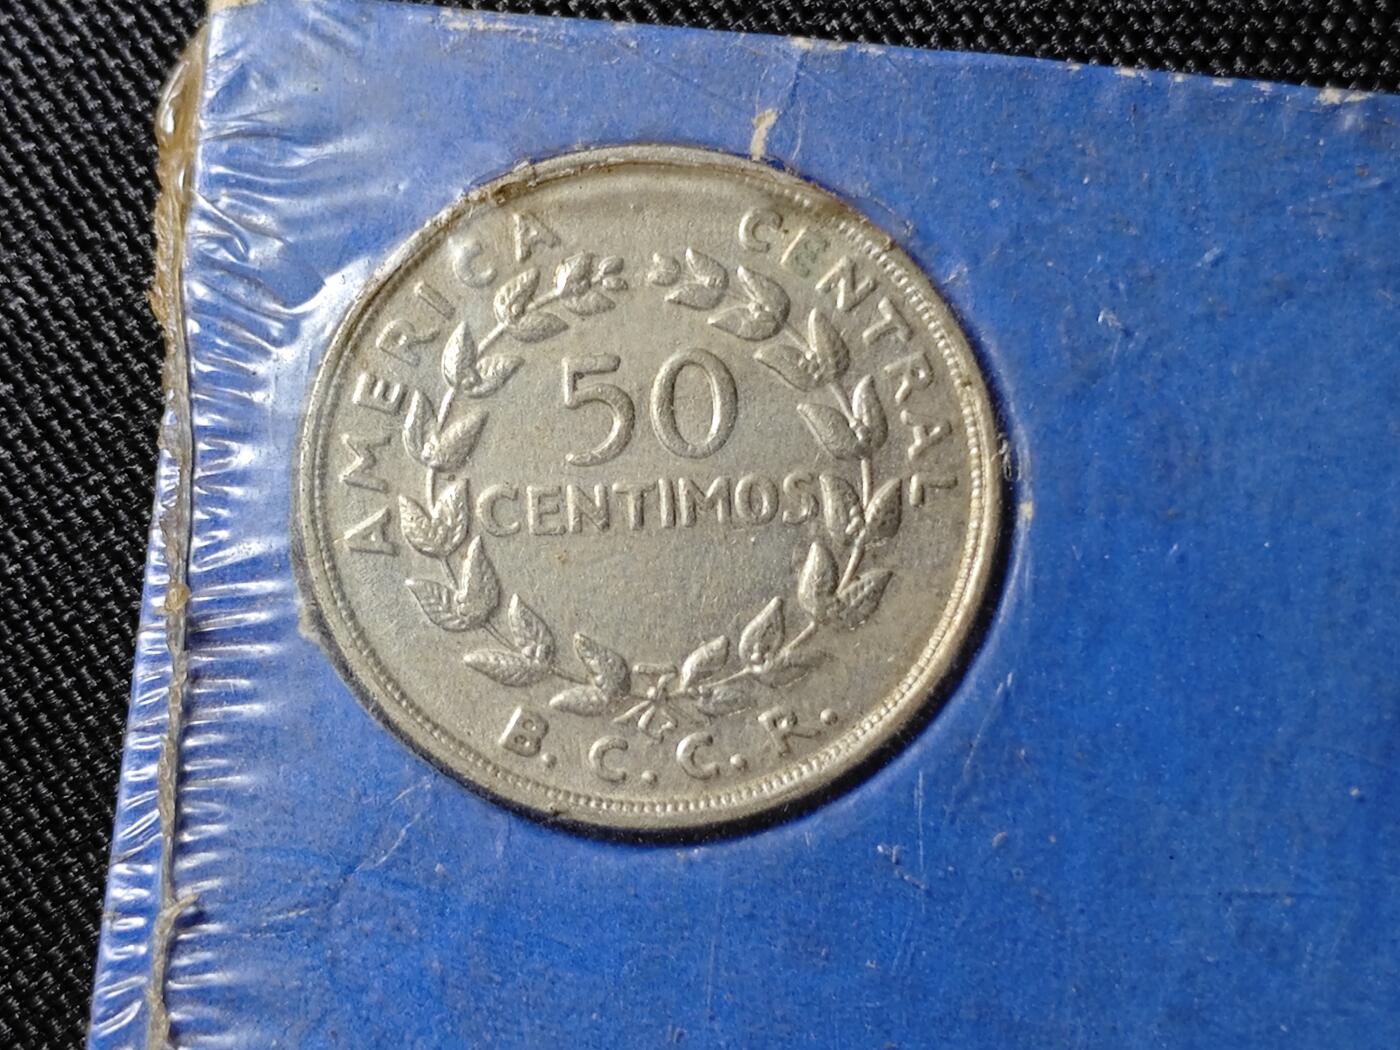 AMERICA CENTRAL
50
CENTIMOS
B. C. C. R.